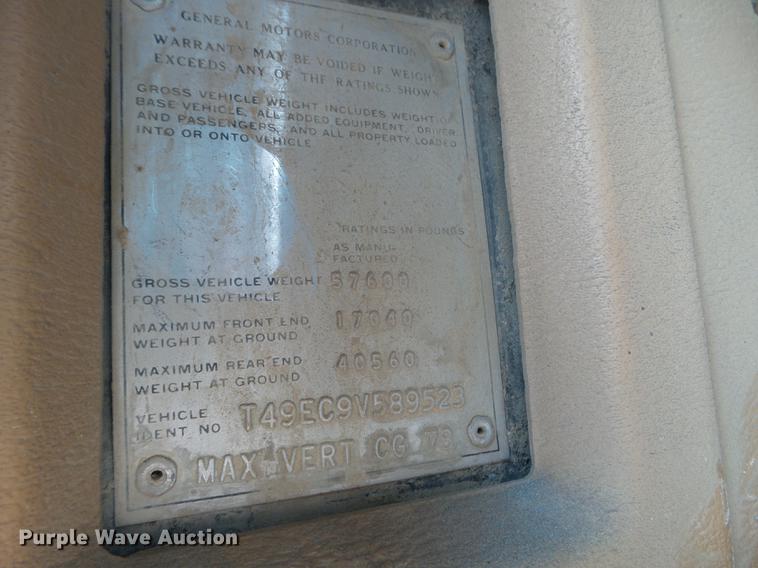 GENERAL MOTORS CORPORATION
WARRANTY MAY BE VOIDED IF WEIGH
EXCEEDS ANY OF THE RATINGS SHOWN
GROSS VEHICLE WEIGHT INCLUDES WEIGHT O
BASE VEHICLE, ALL ADDED EQUIPMENT, DRIVER
AND PASSENGERS, AND ALL PROPERTY LOADED
INTO OR ONTO VEHICLE
RATINGS IN POUNDS
AS MANU-
FACTURED
GROSS VEHICLE WEIGHT 57600
FOR THIS VEHICLE
MAXIMUM FRONT END 17040
WEIGHT AT GROUND
MAXIMUM REAR END 40560
WEIGHT AT GROUND
VEHICLE
IDENT NO T49EC9V589523
MAX VERT CG 79
Purple Wave Auction